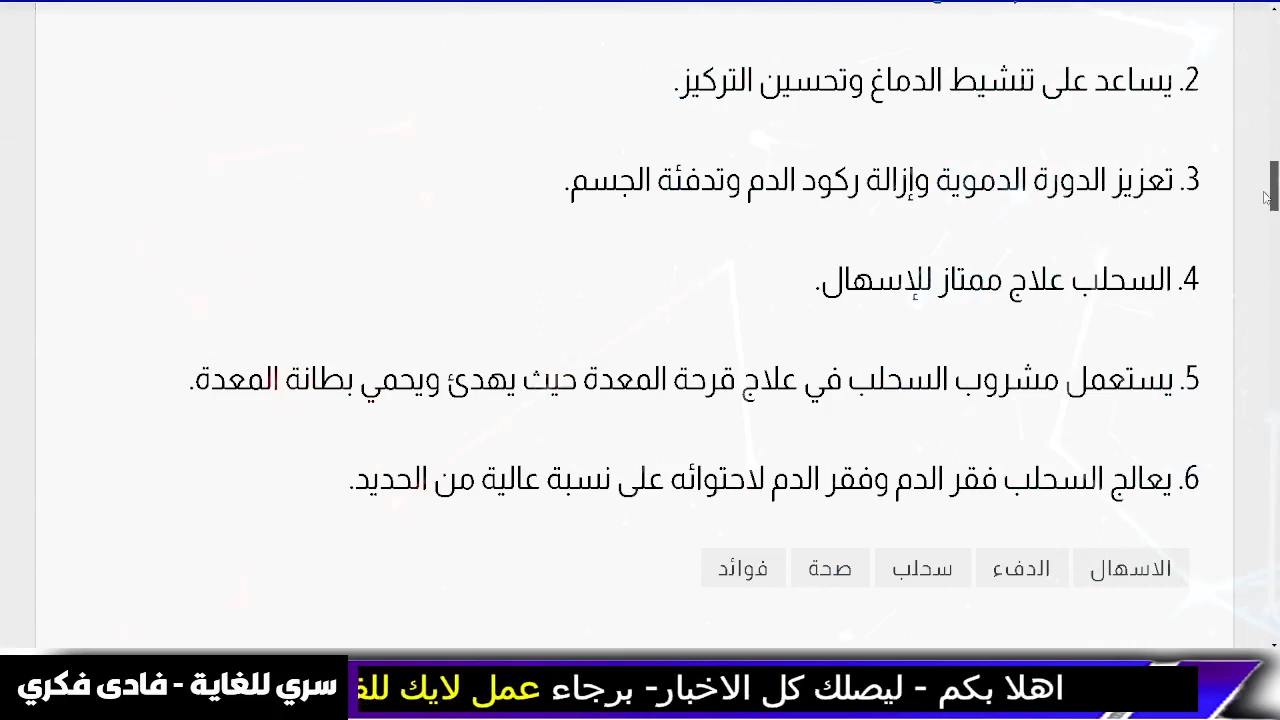 2. يساعد على تنشيط الدماغ وتحسين التركيز.
3. تعزيز الدورة الدموية وإزالة ركود الدم وتدفئة الجسم.
4. السحلب علاج ممتاز للإسهال.
5. يستعمل مشروب السحلب في علاج قرحة المعدة حيث يهدئ ويحمي بطانة المعدة.
6. يعالج السحلب فقر الدم وفقر الدم لاحتوائه على نسبة عالية من الحديد.
الاسهال الدفء سحلب صحة فوائد
اهلا بكم - ليصلك كل الاخبار- برجاء عمل لايك
سري للغاية - فادى فكري